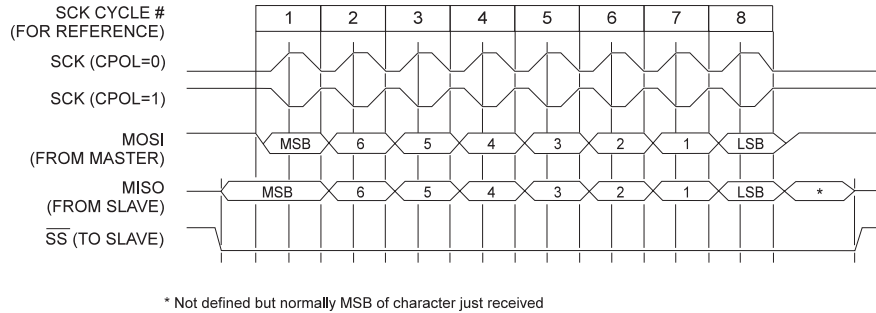 SCK CYCLE #
(FOR REFERENCE)
1 2 3 4 5 6 7 8
SCK (CPOL=0)
SCK (CPOL=1)
MOSI
(FROM MASTER)
MSB 6 5 4 3 2 1 LSB
MISO
(FROM SLAVE)
MSB 6 5 4 3 2 1 LSB *
SS (TO SLAVE)
* Not defined but normally MSB of character just received